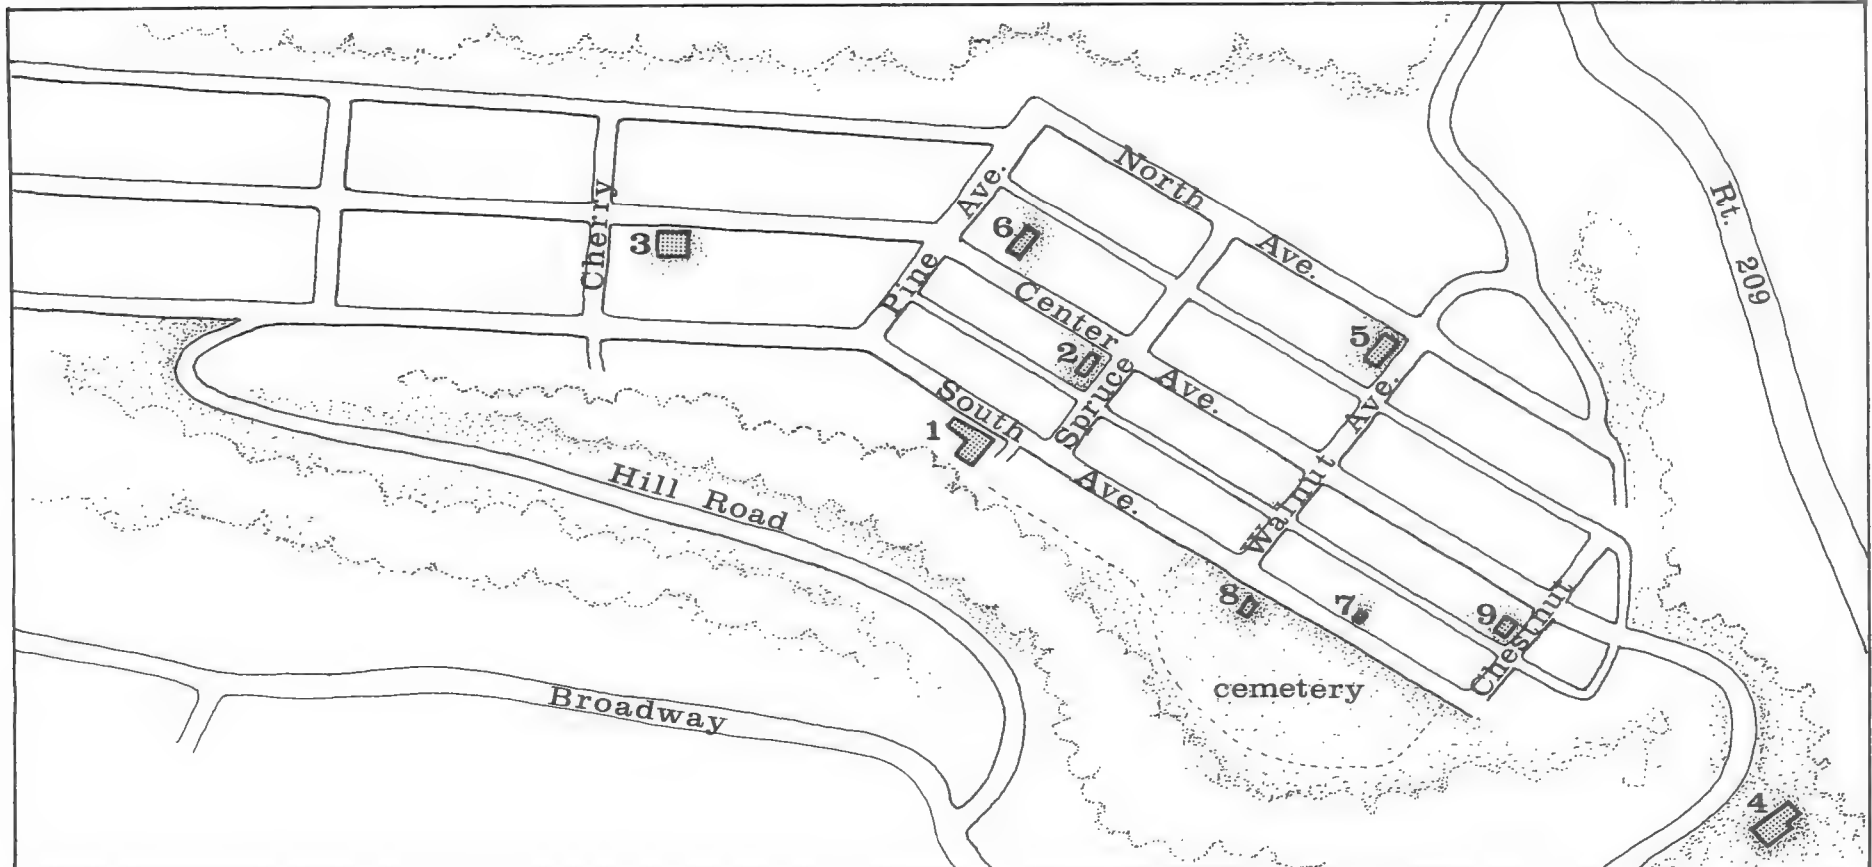 North Ave.
Rt. 209
Pine Ave.
6
Cherry
3
Center Ave.
5
2
Spruce
Walnut Ave.
South Ave.
1
Hill Road
8
7
9
Chestnut
cemetery
Broadway
4